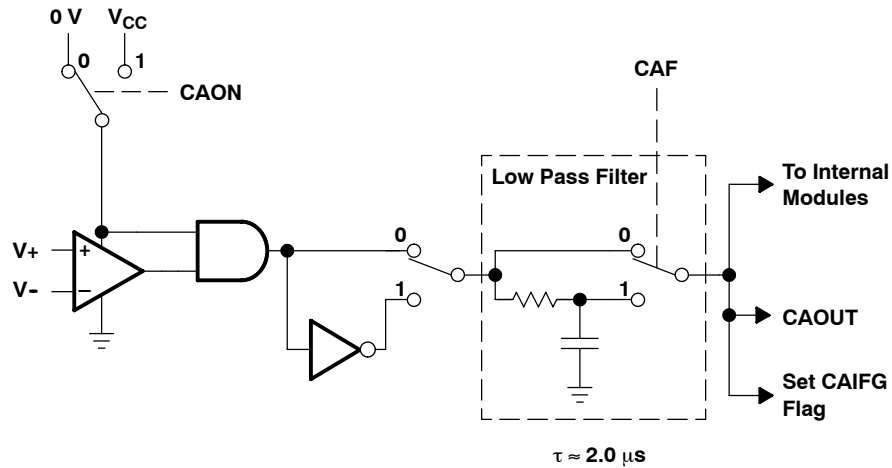 0 V VCC
0 1
CAON
CAF
Low Pass Filter
To Internal
Modules
V+
+
V-
−
0
1
0
1
CAOUT
Set CAIFG
Flag
τ ≈ 2.0 μs